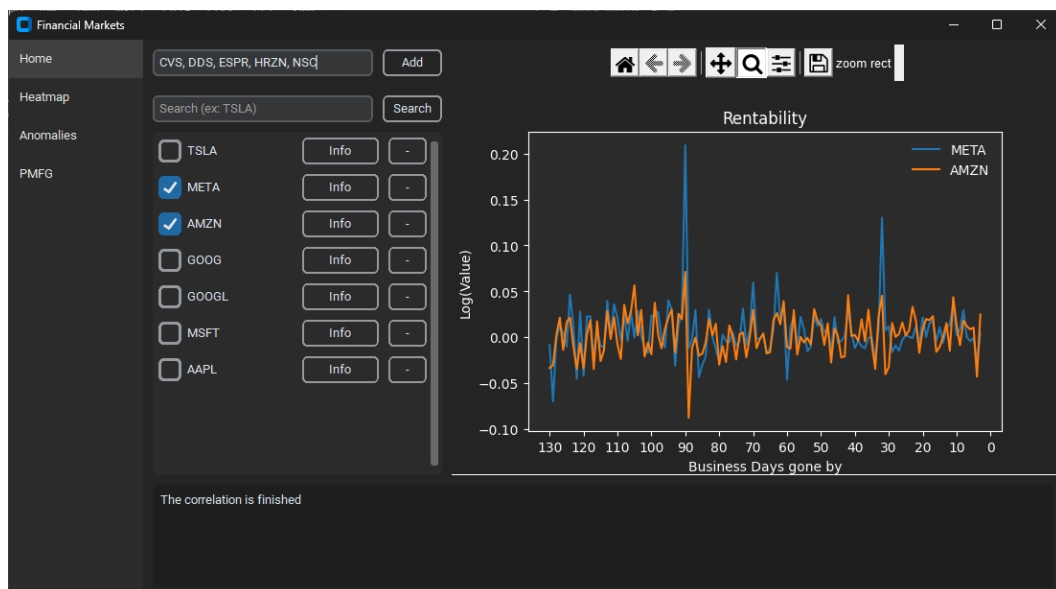 Financial Markets
Home
Heatmap
Anomalies
PMFG
CVS, DDS, ESPR, HRZN, NSC
Add
Search (ex: TSLA)
Search
TSLA Info -
META Info -
AMZN Info -
GOOG Info -
GOOGL Info -
MSFT Info -
AAPL Info -
zoom rect
Rentability
META
AMZN
Log(Value)
0.20
0.15
0.10
0.05
0.00
−0.05
−0.10
130 120 110 100 90 80 70 60 50 40 30 20 10 0
Business Days gone by
The correlation is finished